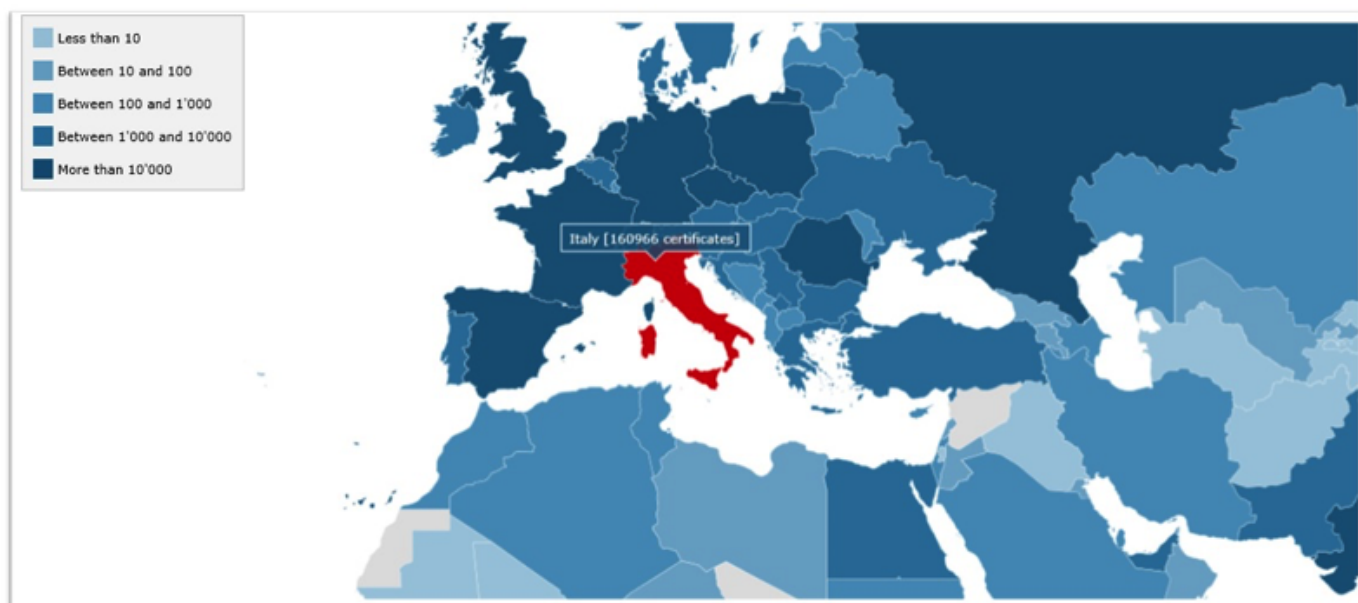 Less than 10
Between 10 and 100
Between 100 and 1'000
Between 1'000 and 10'000
More than 10'000
Italy [160966 certificates]